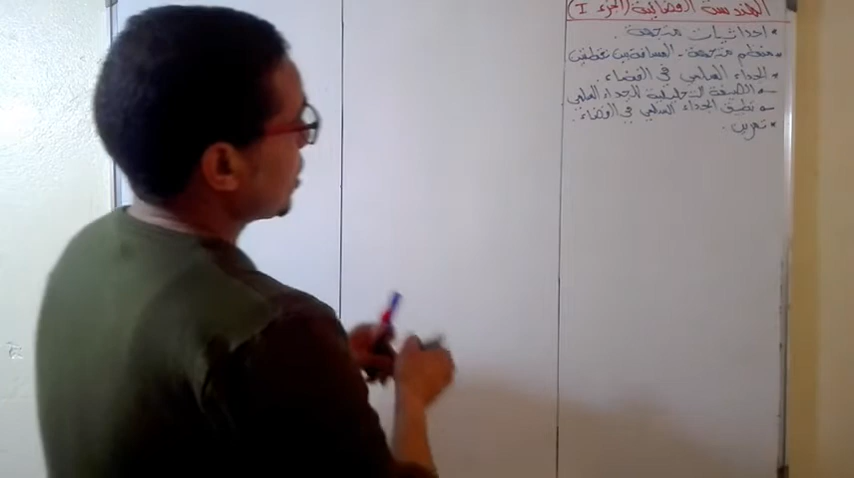 الهندسة الفضائية (الجزء I)
* احداثيات متجهة.
* منظم متجهة - المسافة بين نقطتين
* الجداء السلمي في الفضاء.
* الصيغة التحليلية للجداء السلمي
* تطبيق الجداء السلمي في الفضاء.
* تمرين.